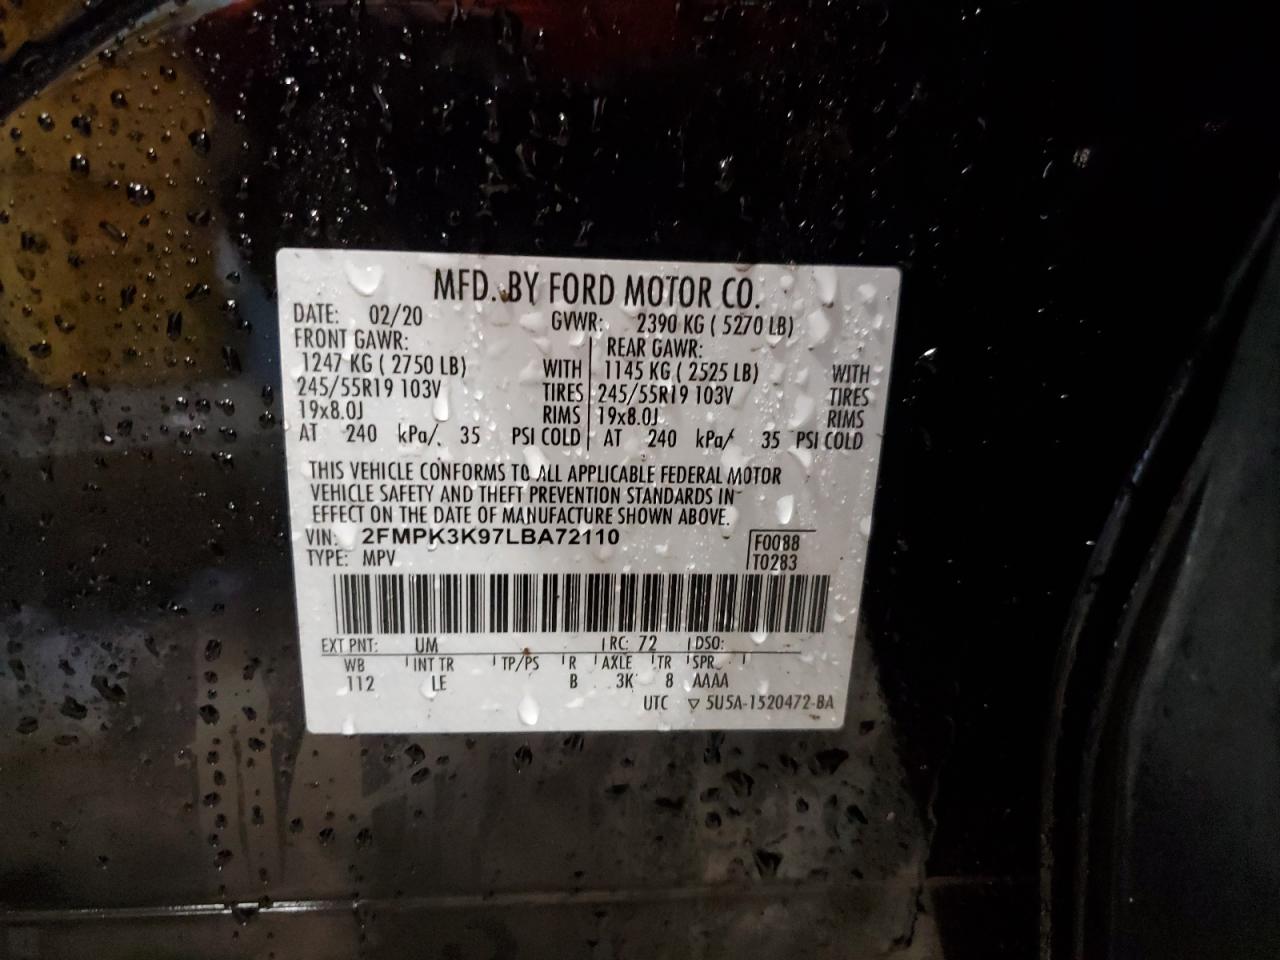 MFD. BY FORD MOTOR CO.
DATE: 02/20 GVWR: 2390 KG ( 5270 LB)
FRONT GAWR: REAR GAWR:
1247 KG ( 2750 LB) WITH 1145 KG ( 2525 LB) WITH
245/55R19 103V TIRES 245/55R19 103V TIRES
19x8.0J RIMS 19x8.0J RIMS
AT 240 kPa/ 35 PSI COLD AT 240 kPa/ 35 PSI COLD
THIS VEHICLE CONFORMS TO ALL APPLICABLE FEDERAL MOTOR
VEHICLE SAFETY AND THEFT PREVENTION STANDARDS IN
EFFECT ON THE DATE OF MANUFACTURE SHOWN ABOVE.
VIN: 2FMPK3K97LBA72110 F0088
TYPE: MPV T0283
EXT PNT: UM RC: 72 DSO:
WB INT TR TP/PS R AXLE TR SPR
112 LE B 3K 8 AAAA
UTC ▽ 5U5A-1520472-BA